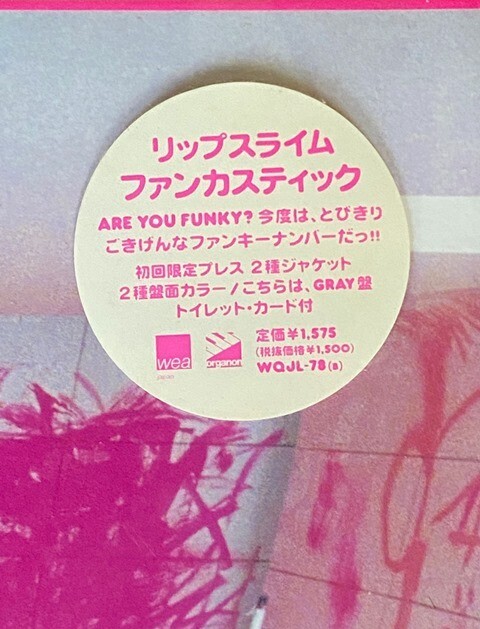 リップスライム
ファンカスティック
ARE YOU FUNKY? 今度は、とびきり
ごきげんなファンキーナンバーだっ!!
初回限定プレス 2種ジャケット
2種盤面カラー/こちらは、GRAY盤
トイレット・カード付
定価¥1,575
(税抜価格¥1,500)
WQJL-78(B)
wea
organon